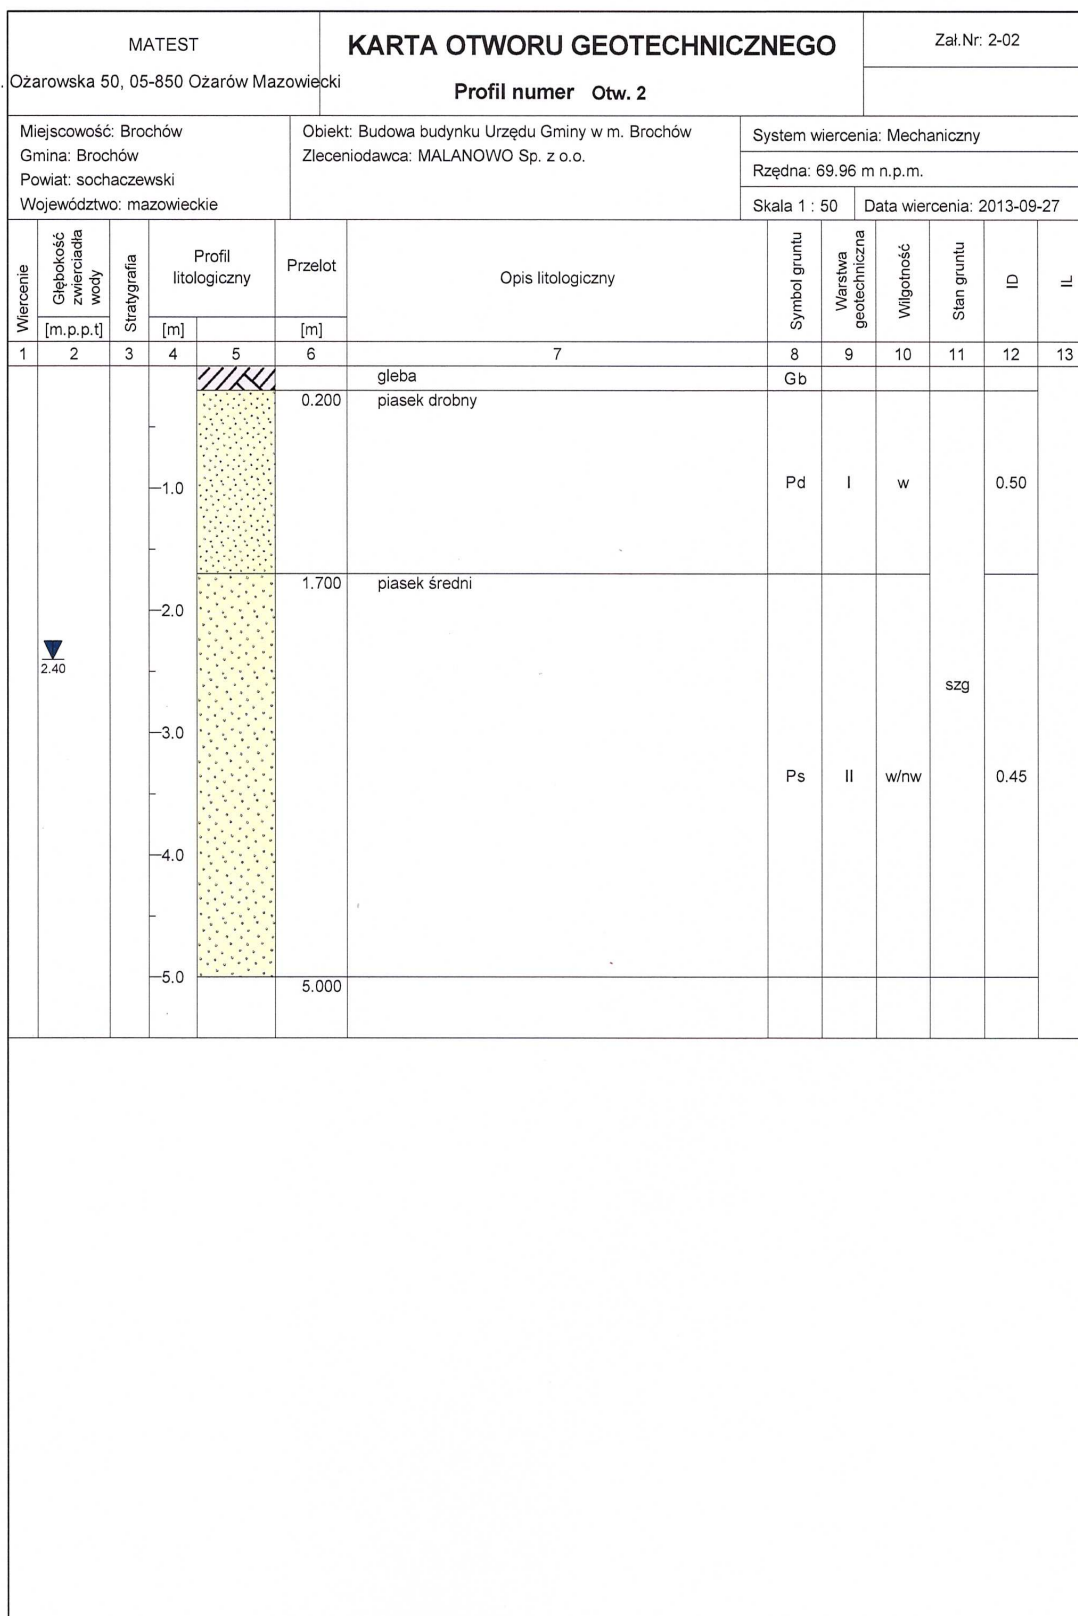 MATEST
. Ożarowska 50, 05-850 Ożarów Mazowiecki
KARTA OTWORU GEOTECHNICZNEGO
Profil numer Otw. 2
Zał.Nr: 2-02
Miejscowość: Brochów
Gmina: Brochów
Powiat: sochaczewski
Województwo: mazowieckie
Obiekt: Budowa budynku Urzędu Gminy w m. Brochów
Zleceniodawca: MALANOWO Sp. z o.o.
System wiercenia: Mechaniczny
Rzędna: 69.96 m n.p.m.
Skala 1 : 50 Data wiercenia: 2013-09-27
Wiercenie
Głębokość
zwierciadła
wody
[m.p.p.t]
Stratygrafia
Profil
litologiczny
[m]
Przelot
[m]
Opis litologiczny
Symbol gruntu
Warstwa
geotechniczna
Wilgotność
Stan gruntu
ID
IL
1 2 3 4 5 6 7 8 9 10 11 12 13
gleba Gb
0.200 piasek drobny
1.0 Pd I w 0.50
1.700 piasek średni
2.0
2.40
szg
3.0
Ps II w/nw 0.45
4.0
5.0
5.000